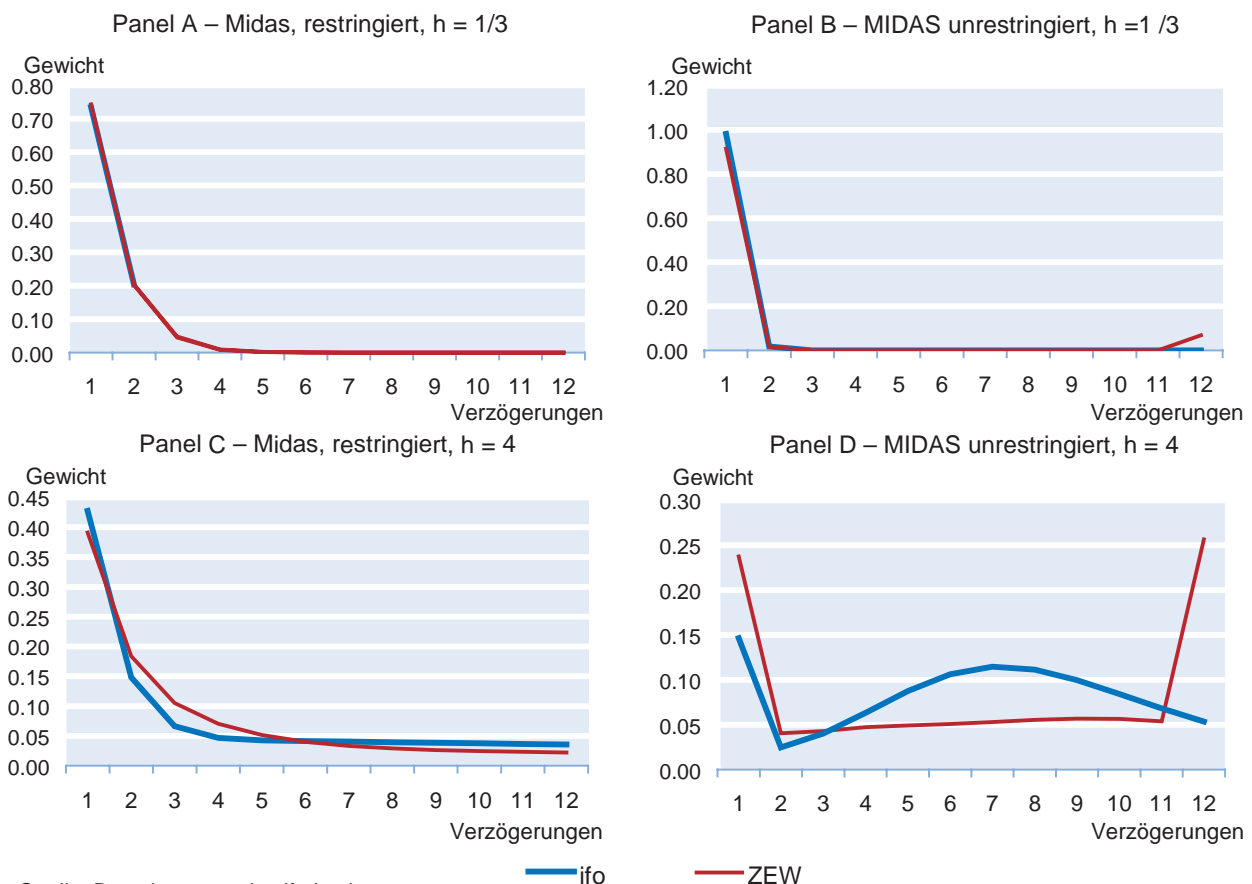 Panel A – Midas, restringiert, h = 1/3
Gewicht
0.80
0.70
0.60
0.50
0.40
0.30
0.20
0.10
0.00
1 2 3 4 5 6 7 8 9 10 11 12
Verzögerungen
Panel B – MIDAS unrestringiert, h =1 /3
Gewicht
1.20
1.00
0.80
0.60
0.40
0.20
0.00
1 2 3 4 5 6 7 8 9 10 11 12
Verzögerungen
Panel C – Midas, restringiert, h = 4
Gewicht
0.45
0.40
0.35
0.30
0.25
0.20
0.15
0.10
0.05
0.00
1 2 3 4 5 6 7 8 9 10 11 12
Verzögerungen
Panel D – MIDAS unrestringiert, h = 4
Gewicht
0.30
0.25
0.20
0.15
0.10
0.05
0.00
1 2 3 4 5 6 7 8 9 10 11 12
Verzögerungen
ifo ZEW